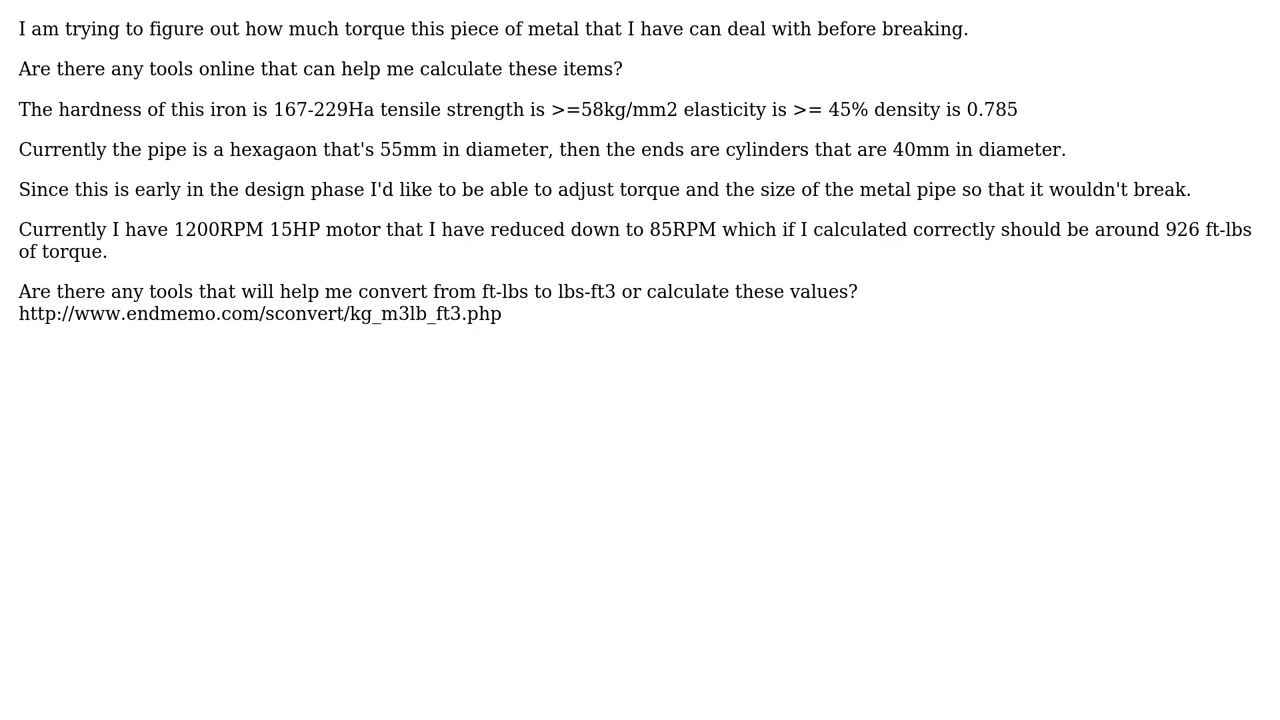 I am trying to figure out how much torque this piece of metal that I have can deal with before breaking.
Are there any tools online that can help me calculate these items?
The hardness of this iron is 167-229Ha tensile strength is >=58kg/mm2 elasticity is >= 45% density is 0.785
Currently the pipe is a hexagaon that's 55mm in diameter, then the ends are cylinders that are 40mm in diameter.
Since this is early in the design phase I'd like to be able to adjust torque and the size of the metal pipe so that it wouldn't break.
Currently I have 1200RPM 15HP motor that I have reduced down to 85RPM which if I calculated correctly should be around 926 ft-lbs
of torque.
Are there any tools that will help me convert from ft-lbs to lbs-ft3 or calculate these values?
http://www.endmemo.com/sconvert/kg_m3lb_ft3.php